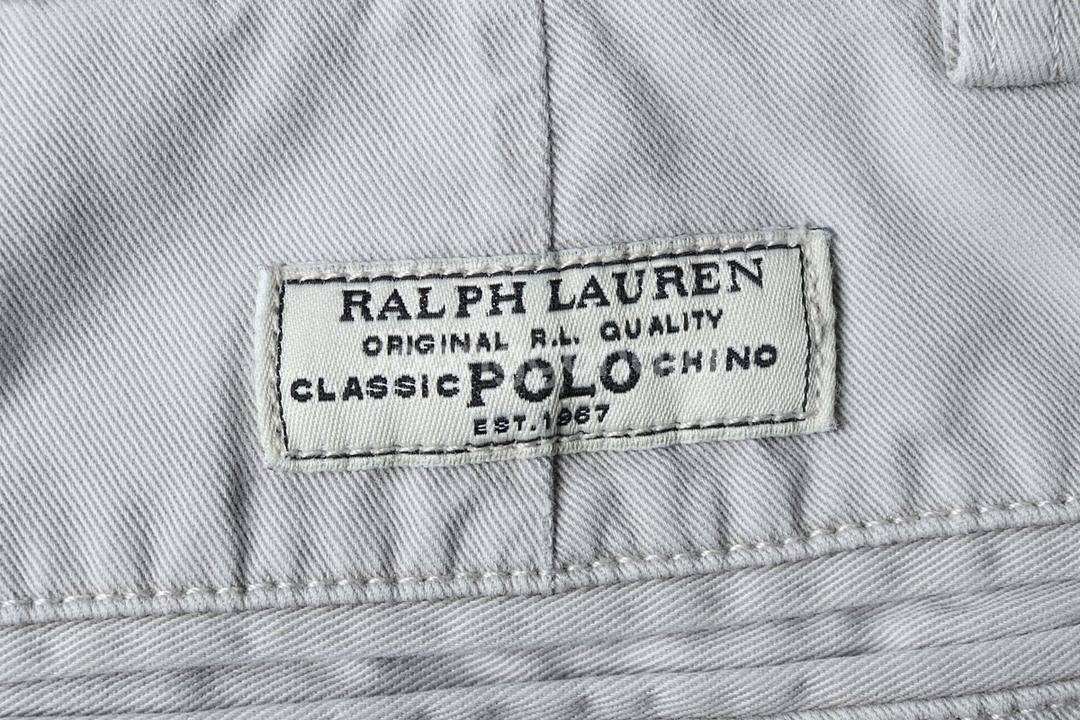 RALPH LAUREN
ORIGINAL R.L. QUALITY
CLASSIC POLO CHINO
EST. 1967